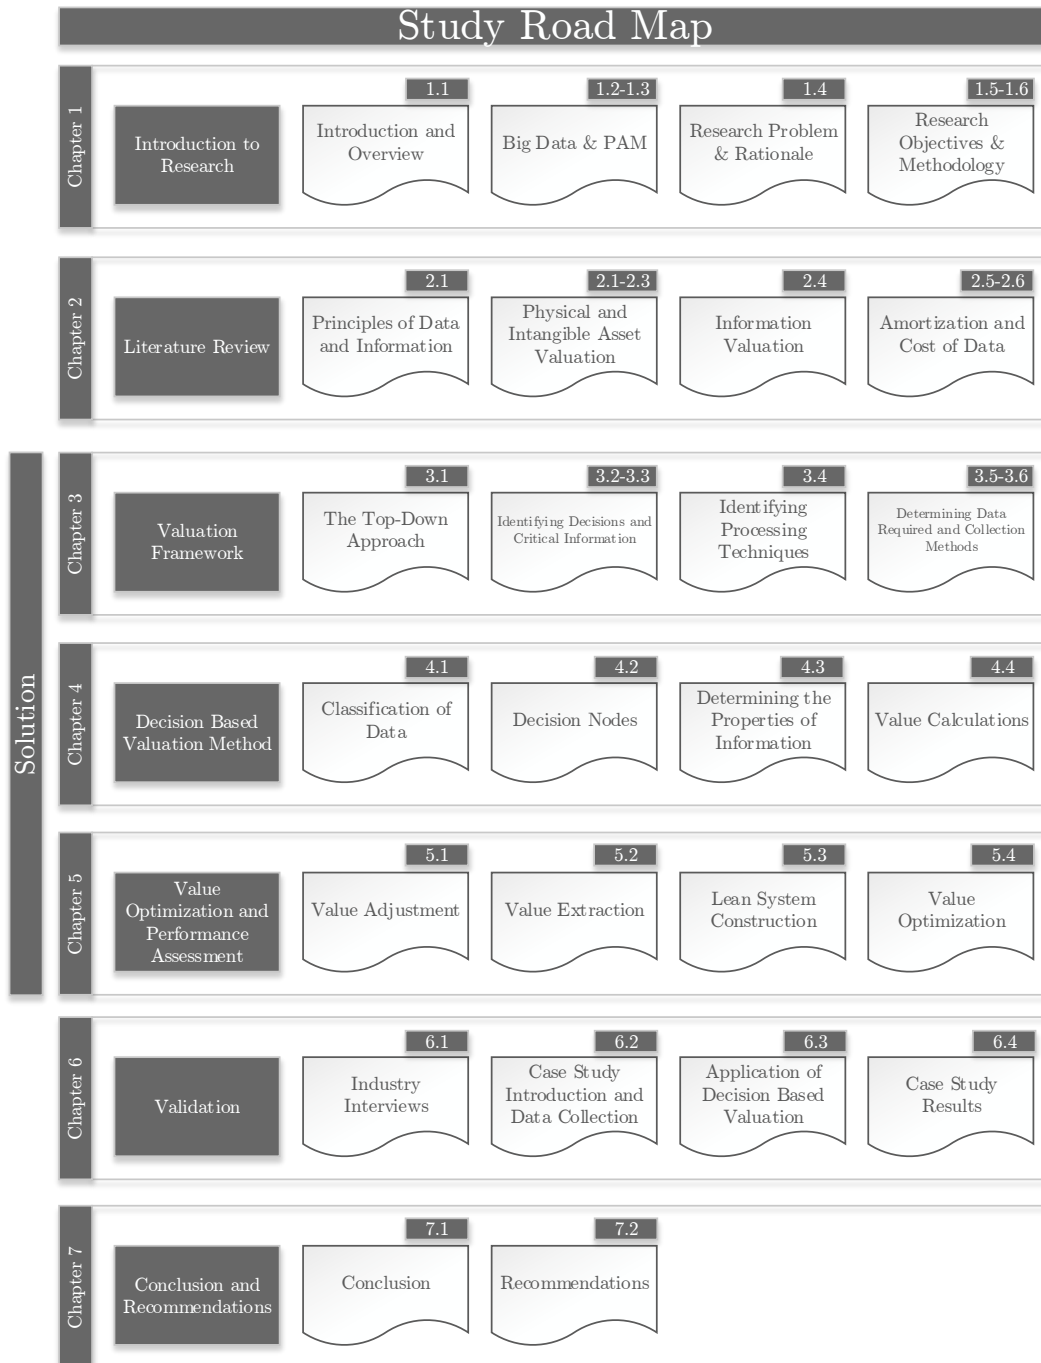 Study Road Map
Chapter 1
Introduction to
Research
1.1
Introduction and
Overview
1.2-1.3
Big Data & PAM
1.4
Research Problem
& Rationale
1.5-1.6
Research
Objectives &
Methodology
Chapter 2
Literature Review
2.1
Principles of Data
and Information
2.1-2.3
Physical and
Intangible Asset
Valuation
2.4
Information
Valuation
2.5-2.6
Amortization and
Cost of Data
Solution
Chapter 3
Valuation
Framework
3.1
The Top-Down
Approach
3.2-3.3
Identifying Decisions and
Critical Information
3.4
Identifying
Processing
Techniques
3.5-3.6
Determining Data
Required and Collection
Methods
Chapter 4
Decision Based
Valuation Method
4.1
Classification of
Data
4.2
Decision Nodes
4.3
Determining the
Properties of
Information
4.4
Value Calculations
Chapter 5
Value
Optimization and
Performance
Assessment
5.1
Value Adjustment
5.2
Value Extraction
5.3
Lean System
Construction
5.4
Value
Optimization
Chapter 6
Validation
6.1
Industry
Interviews
6.2
Case Study
Introduction and
Data Collection
6.3
Application of
Decision Based
Valuation
6.4
Case Study
Results
Chapter 7
Conclusion and
Recommendations
7.1
Conclusion
7.2
Recommendations